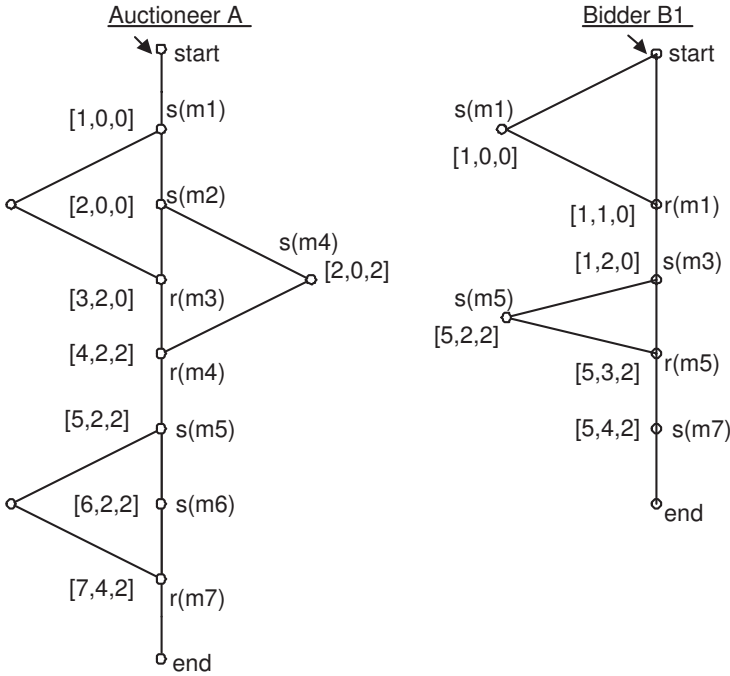 Auctioneer A
start
s(m1)
[1,0,0]
s(m2)
[2,0,0]
s(m4)
[2,0,2]
[3,2,0]
r(m3)
[4,2,2]
r(m4)
[5,2,2]
s(m5)
[6,2,2]
s(m6)
[7,4,2]
r(m7)
end
Bidder B1
start
s(m1)
[1,0,0]
[1,1,0]
r(m1)
[1,2,0]
s(m3)
s(m5)
[5,2,2]
[5,3,2]
r(m5)
[5,4,2]
s(m7)
end